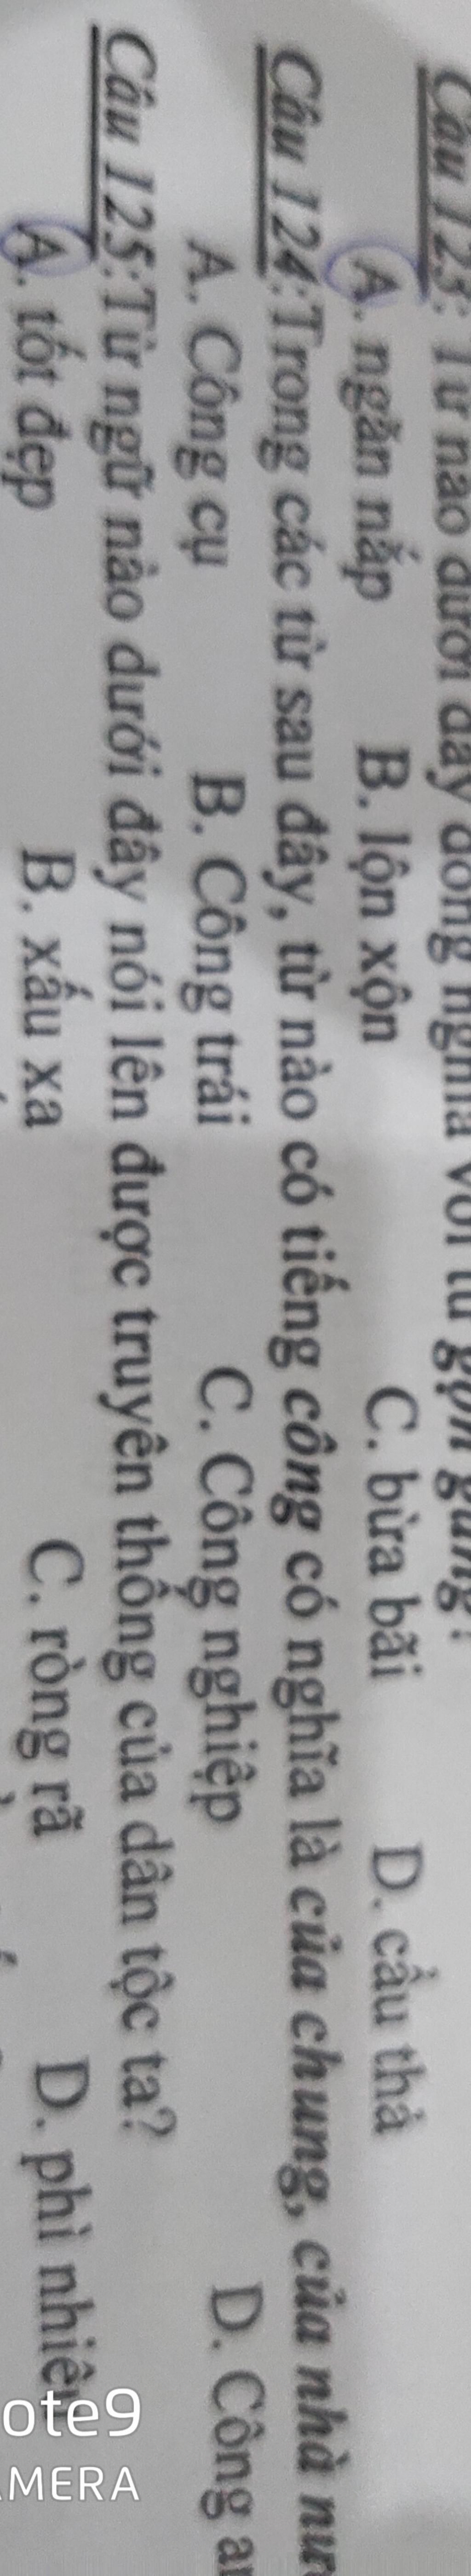 Câu 123: Từ nào dưới đây đồng nghĩa với từ gọn gàng?
A. ngăn nắp B. lộn xộn C. bừa bãi D. cẩu thả
Câu 124: Trong các từ sau đây, từ nào có tiếng công có nghĩa là của chung, của nhà
A. Công cụ B. Công trái C. Công nghiệp D. Công
Câu 125: Từ ngữ nào dưới đây nói lên được truyền thống của dân tộc ta?
A. tốt đẹp B. xấu xa C. ròng rã D. phì nhiêu
ote9
MERA